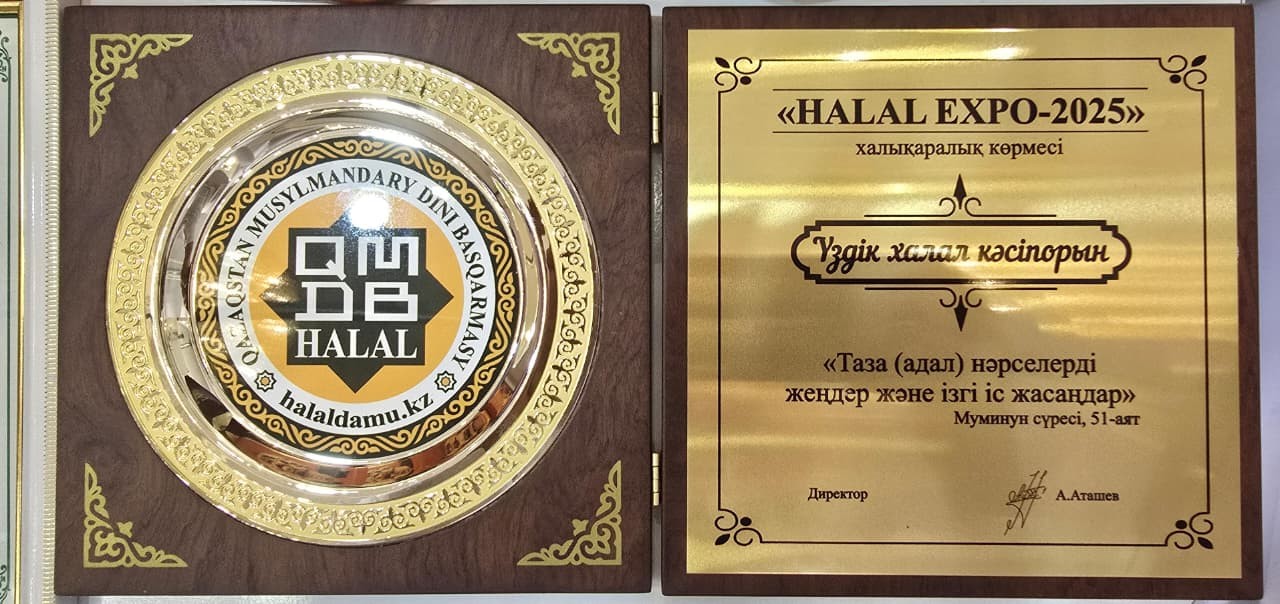 QAZAQSTAN MUSYLMANDARY DINI BASQARMASY
QM
DB
HALAL
halaldamu.kz
«HALAL EXPO-2025»
халықаралық көрмесі
Үздік халал кәсіпорын
«Таза (адал) нәрселерді
жеңдер және ізгі іс жасаңдар»
Муминун сүресі, 51-аят
Директор
А.Аташев